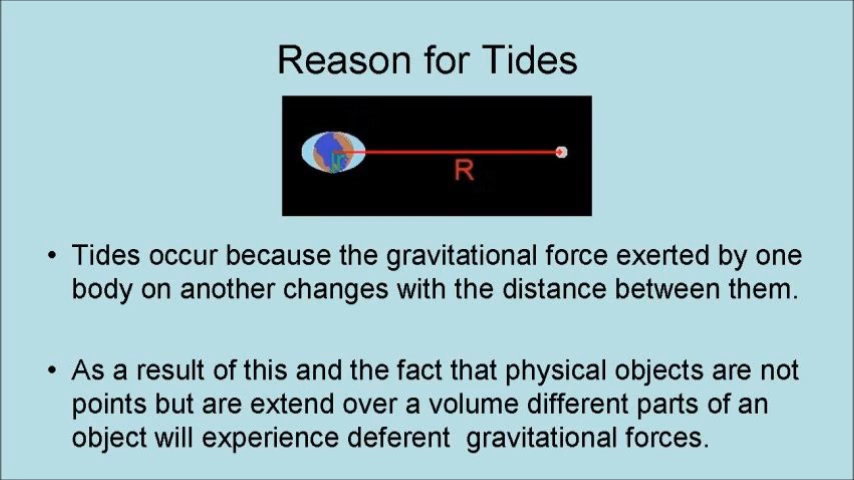 Reason for Tides
R
• Tides occur because the gravitational force exerted by one
body on another changes with the distance between them.
• As a result of this and the fact that physical objects are not
points but are extend over a volume different parts of an
object will experience deferent gravitational forces.